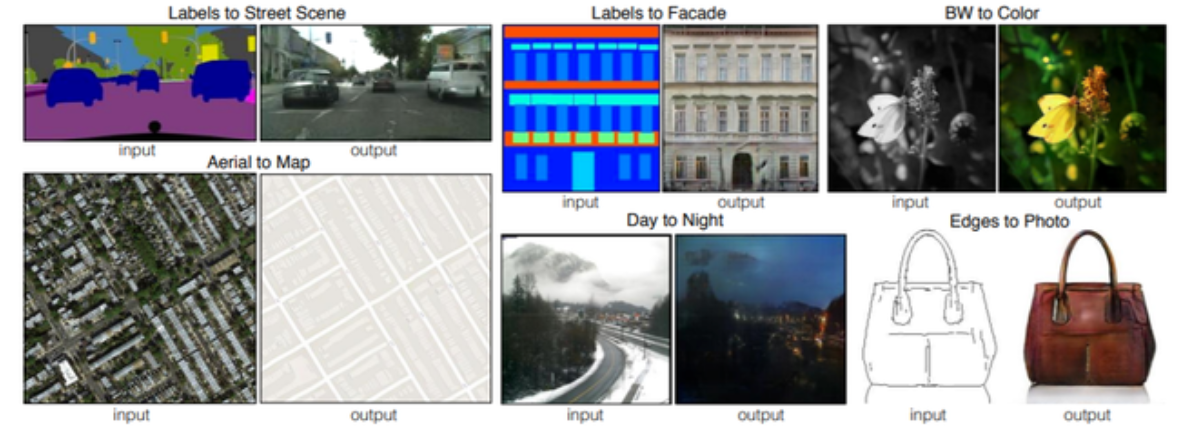 Labels to Street Scene
input
output
Aerial to Map
input
output
Labels to Facade
input
output
BW to Color
input
output
Day to Night
input
output
Edges to Photo
input
output